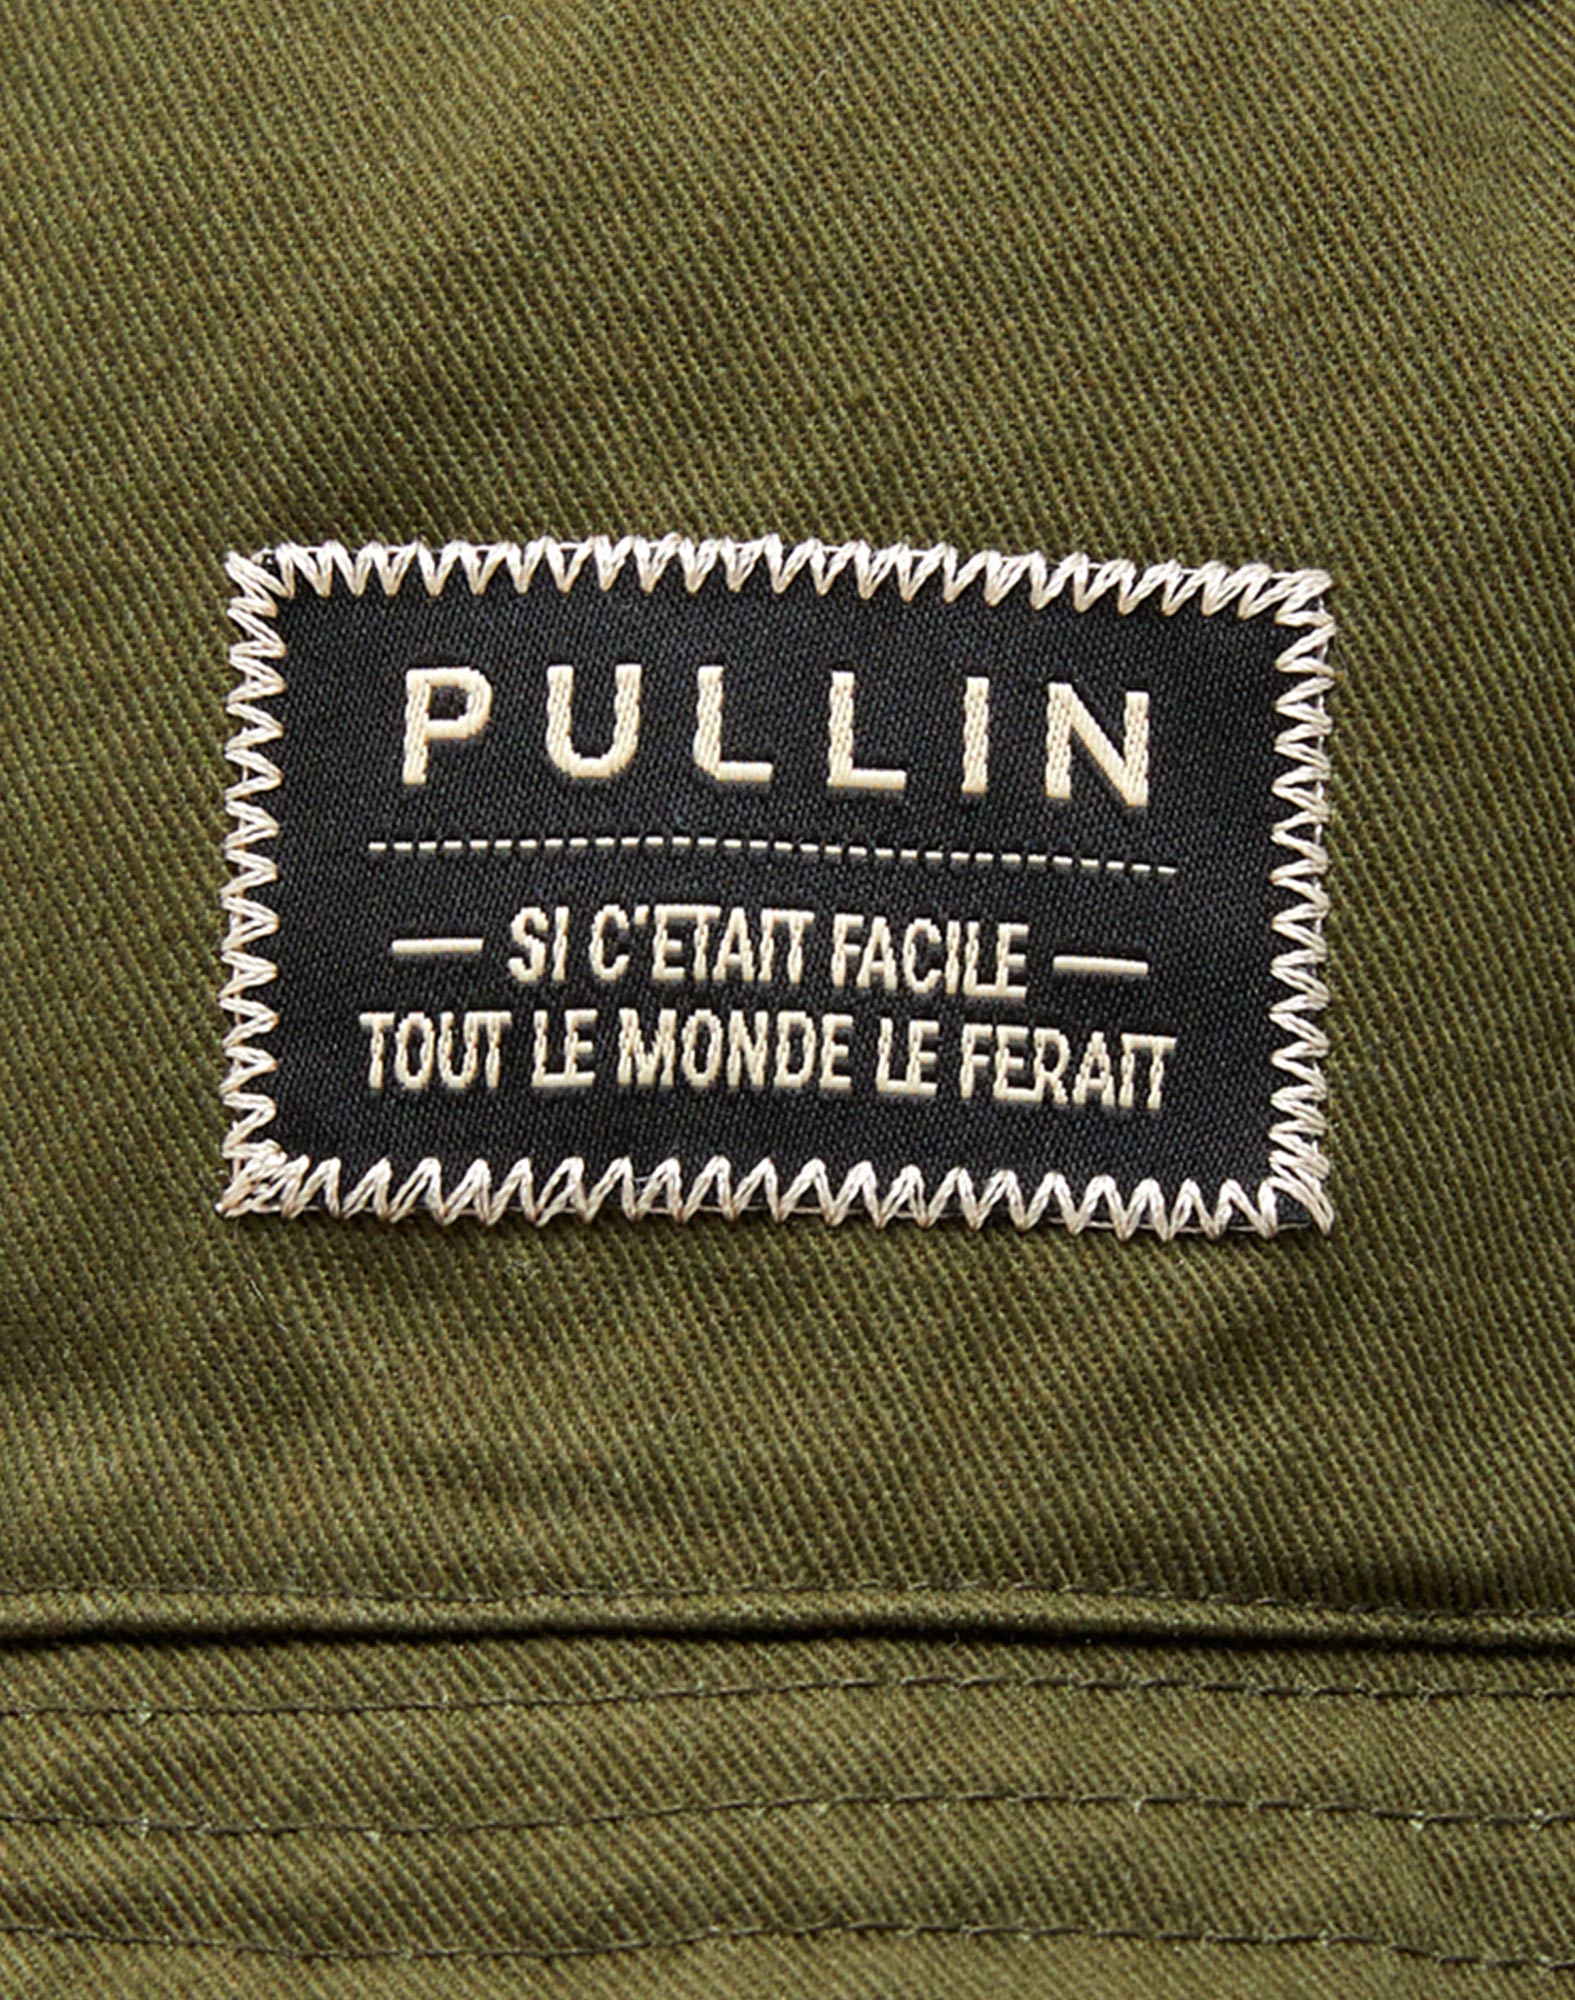 PULLIN
— SI C'ETAIT FACILE —
TOUT LE MONDE LE FERAIT